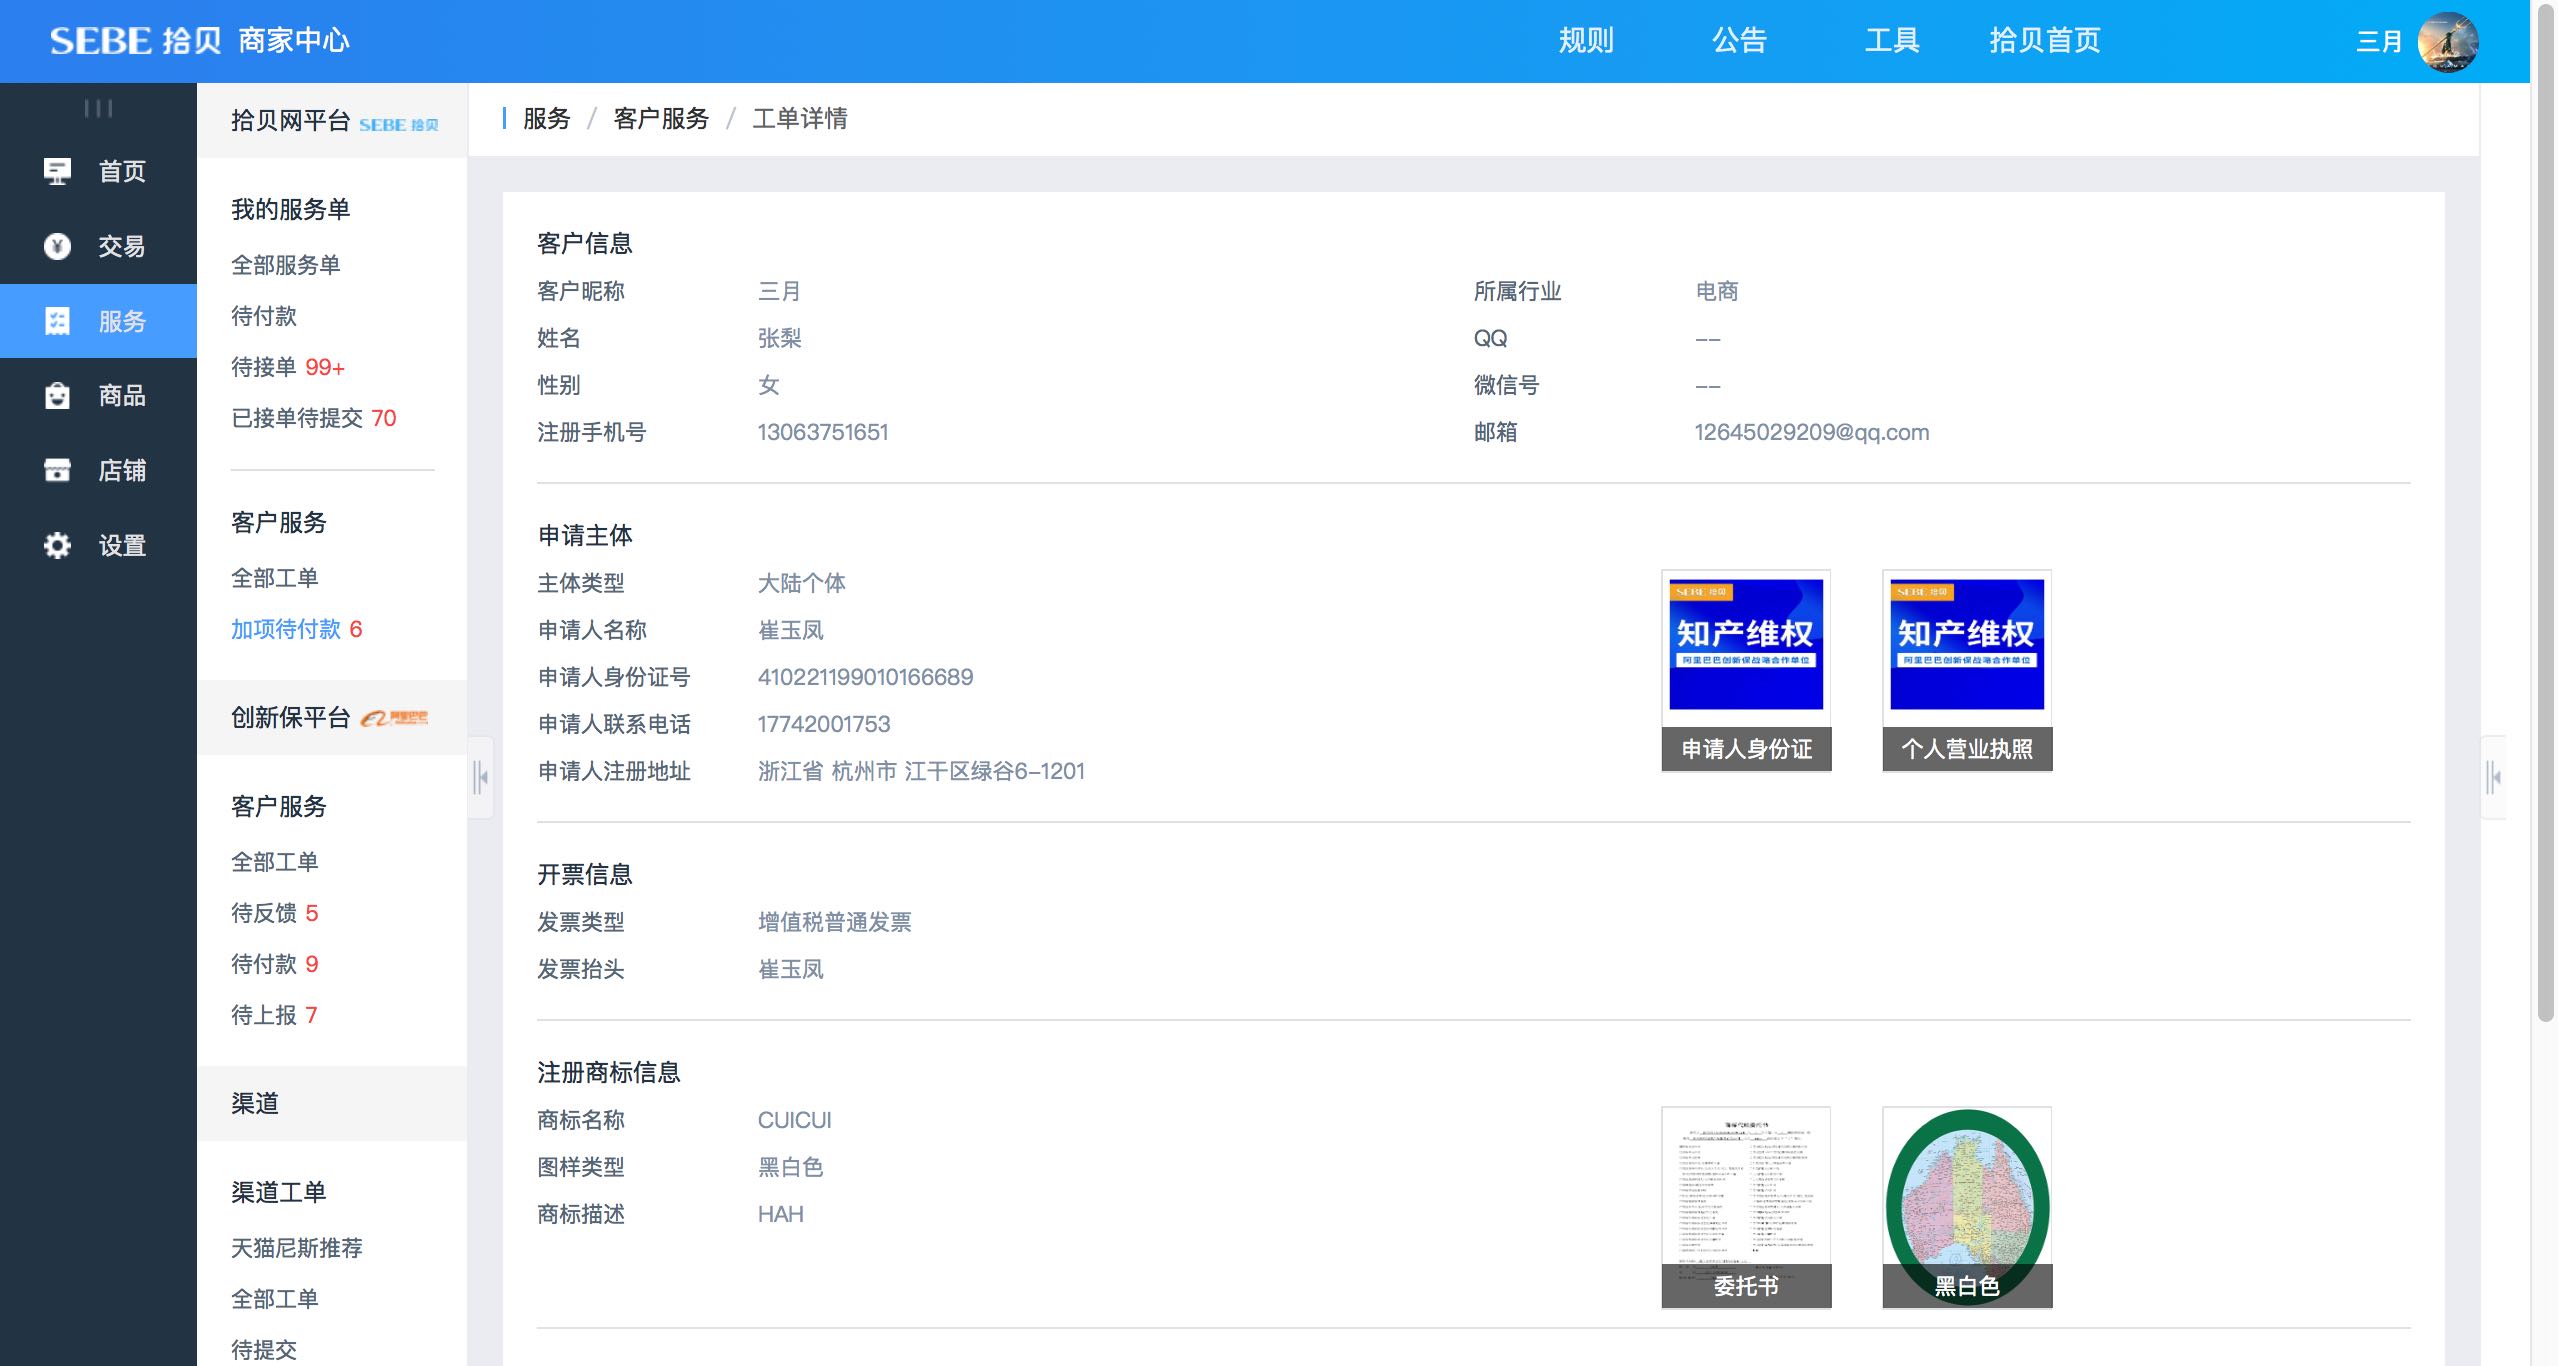 SEBE 拾贝 商家中心
规则 公告 工具 拾贝首页 三月
首页
交易
服务
商品
店铺
设置
拾贝网平台 SEBE 拾贝
我的服务单
全部服务单
待付款
待接单 99+
已接单待提交 70
客户服务
全部工单
加项待付款 6
创新保平台 阿里巴巴
客户服务
全部工单
待反馈 5
待付款 9
待上报 7
渠道
渠道工单
天猫尼斯推荐
全部工单
待提交
服务 / 客户服务 / 工单详情
客户信息
客户昵称 三月 所属行业 电商
姓名 张梨 QQ --
性别 女 微信号 --
注册手机号 13063751651 邮箱 12645029209@qq.com
申请主体
主体类型 大陆个体
申请人名称 崔玉凤
申请人身份证号 410221199010166689
申请人联系电话 17742001753
申请人注册地址 浙江省 杭州市 江干区绿谷6-1201
SEBE 拾贝
知产维权
阿里巴巴创新保战略合作单位
申请人身份证
SEBE 拾贝
知产维权
阿里巴巴创新保战略合作单位
个人营业执照
开票信息
发票类型 增值税普通发票
发票抬头 崔玉凤
注册商标信息
商标名称 CUICUI
图样类型 黑白色
商标描述 HAH
委托书
黑白色